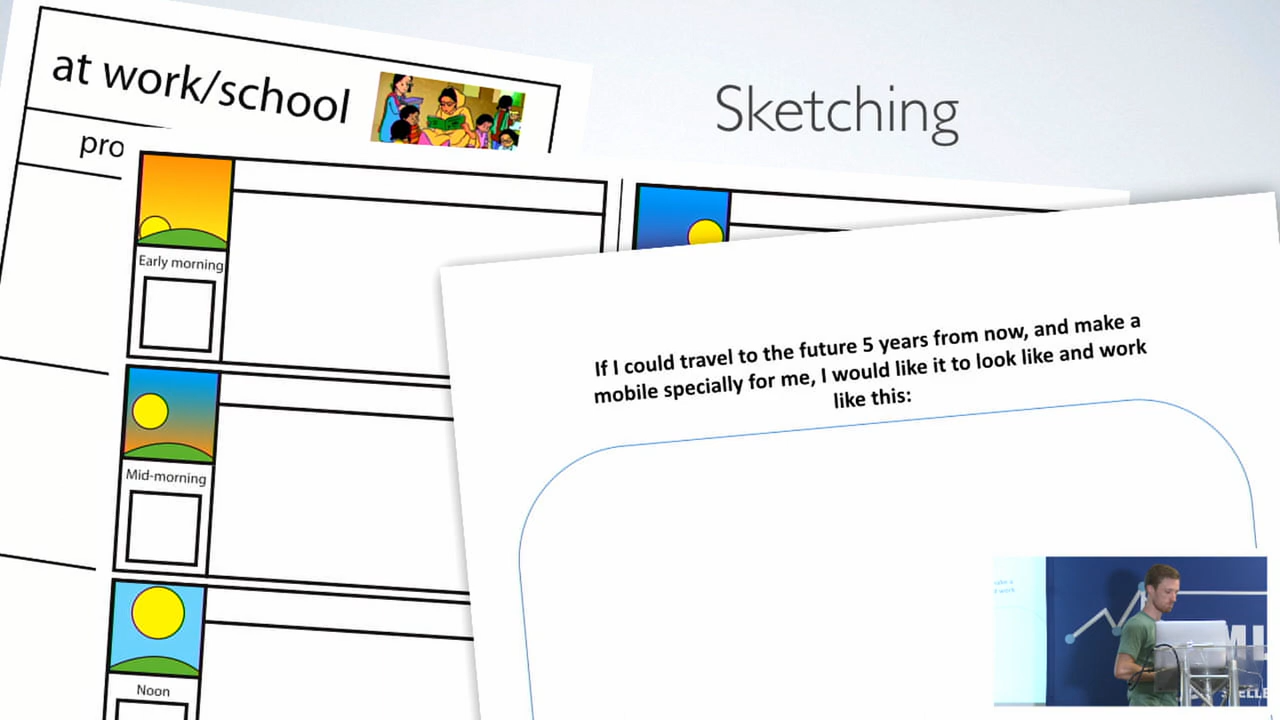 at work/school
Sketching
pro
Early morning
Mid-morning
Noon
If I could travel to the future 5 years from now, and make a
mobile specially for me, I would like it to look like and work
like this:
ML